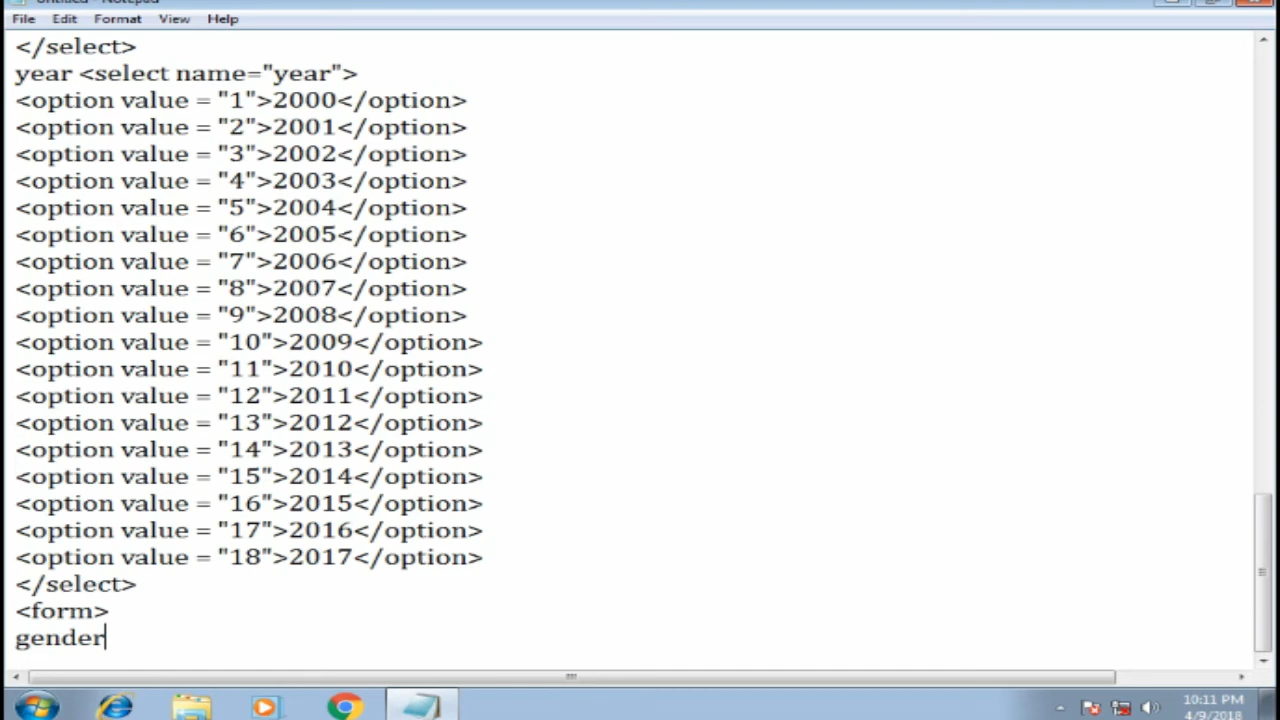 Untitled - Notepad
File Edit Format View Help
</select>
year <select name="year">
<option value = "1">2000</option>
<option value = "2">2001</option>
<option value = "3">2002</option>
<option value = "4">2003</option>
<option value = "5">2004</option>
<option value = "6">2005</option>
<option value = "7">2006</option>
<option value = "8">2007</option>
<option value = "9">2008</option>
<option value = "10">2009</option>
<option value = "11">2010</option>
<option value = "12">2011</option>
<option value = "13">2012</option>
<option value = "14">2013</option>
<option value = "15">2014</option>
<option value = "16">2015</option>
<option value = "17">2016</option>
<option value = "18">2017</option>
</select>
<form>
gender
10:11 PM
4/9/2018